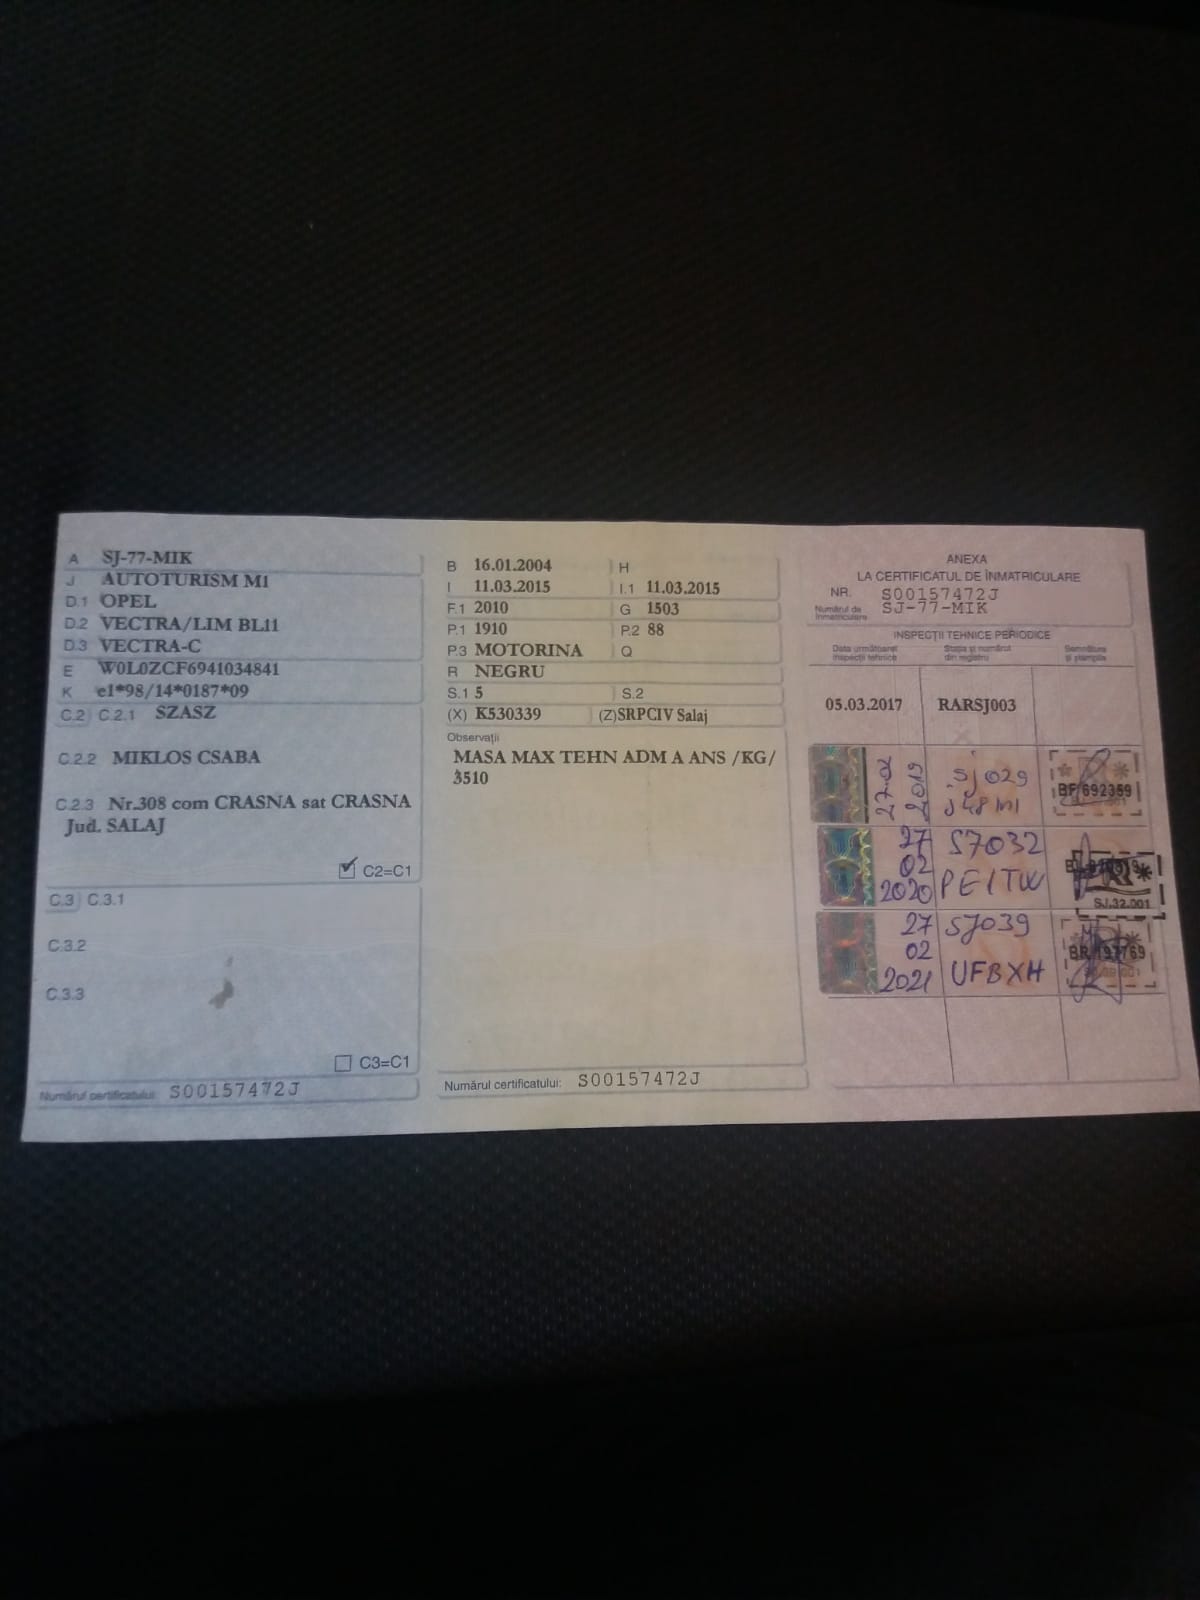 A SJ-77-MIK
J AUTOTURISM M1
D.1 OPEL
D.2 VECTRA/LIM BL11
D.3 VECTRA-C
E W0L0ZCF6941034841
K e1*98/14*0187*09
C.2 C.2.1 SZASZ
C.2.2 MIKLOS CSABA
C.2.3 Nr.308 com CRASNA sat CRASNA
Jud. SALAJ
C2=C1
C.3 C.3.1
C.3.2
C.3.3
C3=C1
Numărul certificatului: S00157472J
B 16.01.2004 H
I 11.03.2015 I.1 11.03.2015
F.1 2010 G 1503
P.1 1910 P.2 88
P.3 MOTORINA Q
R NEGRU
S.1 5 S.2
(X) K530339 (Z)SRPCIV Salaj
Observaţii
MASA MAX TEHN ADM A ANS /KG/
3510
Numărul certificatului: S00157472J
ANEXA
LA CERTIFICATUL DE ÎNMATRICULARE
NR. S00157472J
Numărul de
înmatriculare SJ-77-MIK
INSPECŢII TEHNICE PERIODICE
Data următoarei
inspecţii tehnice
Staţia şi numărul
din registru
Semnătura
şi ştampila
05.03.2017 RARSJ003
27.02 2019
sj 029
BF 692359
27 SJ032
02
2020 PEITW
SJ.32.001
27 SJ039
02
2021 UFBXH
BR 197769